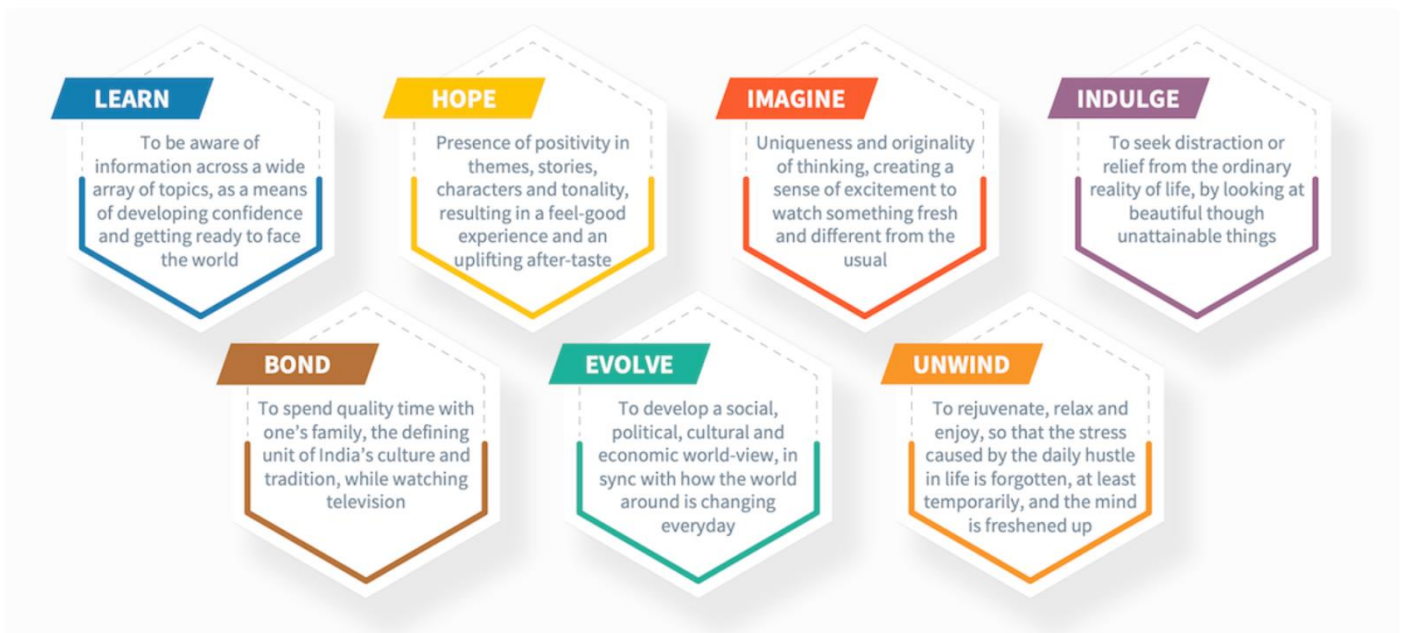 LEARN
To be aware of
information across a wide
array of topics, as a means
of developing confidence
and getting ready to face
the world
HOPE
Presence of positivity in
themes, stories,
characters and tonality,
resulting in a feel-good
experience and an
uplifting after-taste
IMAGINE
Uniqueness and originality
of thinking, creating a
sense of excitement to
watch something fresh
and different from the
usual
INDULGE
To seek distraction or
relief from the ordinary
reality of life, by looking at
beautiful though
unattainable things
BOND
To spend quality time with
one’s family, the defining
unit of India’s culture and
tradition, while watching
television
EVOLVE
To develop a social,
political, cultural and
economic world-view, in
sync with how the world
around is changing
everyday
UNWIND
To rejuvenate, relax and
enjoy, so that the stress
caused by the daily hustle
in life is forgotten, at least
temporarily, and the mind
is freshened up